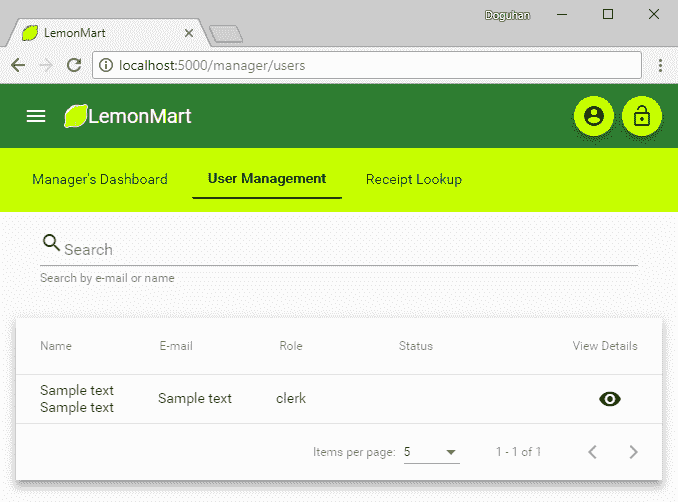 Doguhan
LemonMart
localhost:5000/manager/users
LemonMart
Manager's Dashboard User Management Receipt Lookup
Search
Search by e-mail or name
Name E-mail Role Status View Details
Sample text Sample text clerk
Sample text
Items per page: 5 1 - 1 of 1